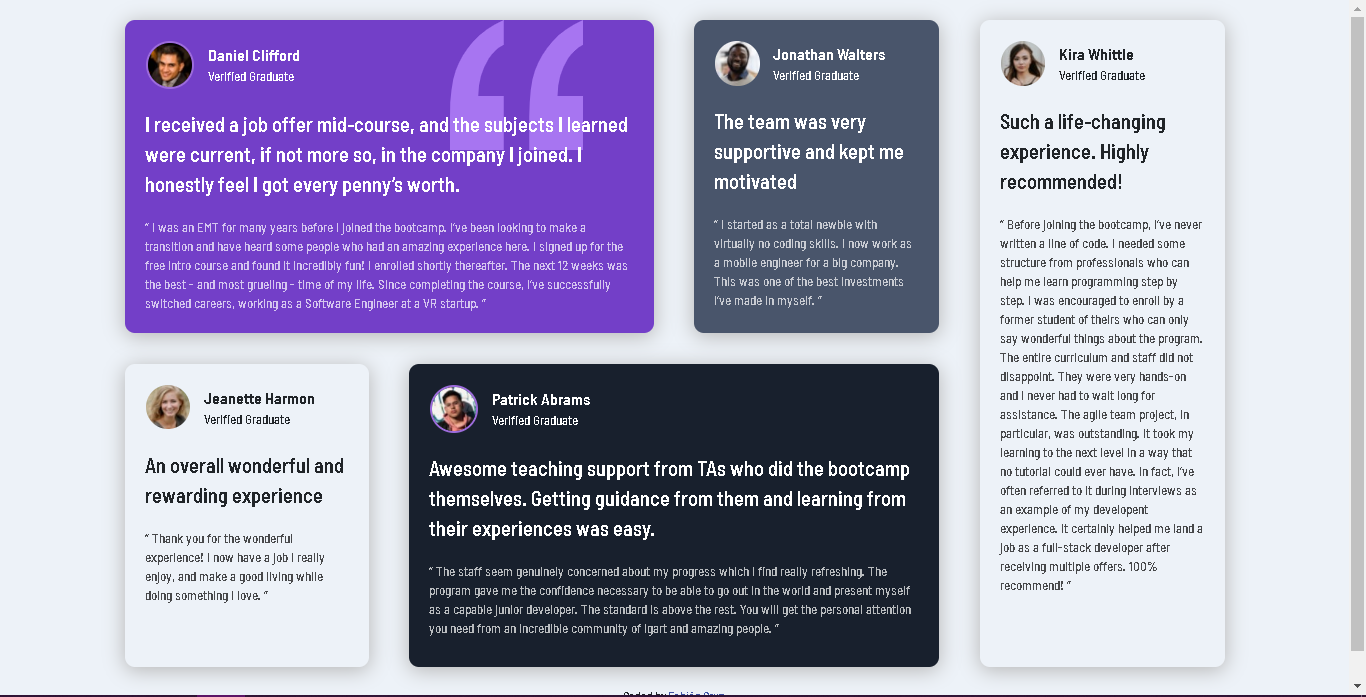 Daniel Clifford
Verified Graduate
I received a job offer mid-course, and the subjects I learned
were current, if not more so, in the company I joined. I
honestly feel I got every penny’s worth.
“ I was an EMT for many years before I joined the bootcamp. I’ve been looking to make a
transition and have heard some people who had an amazing experience here. I signed up for the
free intro course and found it incredibly fun! I enrolled shortly thereafter. The next 12 weeks was
the best - and most grueling - time of my life. Since completing the course, I’ve successfully
switched careers, working as a Software Engineer at a VR startup. ”
Jonathan Walters
Verified Graduate
The team was very
supportive and kept me
motivated
“ I started as a total newbie with
virtually no coding skills. I now work as
a mobile engineer for a big company.
This was one of the best investments
I’ve made in myself. ”
Kira Whittle
Verified Graduate
Such a life-changing
experience. Highly
recommended!
“ Before joining the bootcamp, I’ve never
written a line of code. I needed some
structure from professionals who can
help me learn programming step by
step. I was encouraged to enroll by a
former student of theirs who can only
say wonderful things about the program.
The entire curriculum and staff did not
disappoint. They were very hands-on
and I never had to wait long for
assistance. The agile team project, in
particular, was outstanding. It took my
learning to the next level in a way that
no tutorial could ever have. In fact, I’ve
often referred to it during interviews as
an example of my developent
experience. It certainly helped me land a
job as a full-stack developer after
receiving multiple offers. 100%
recommend! ”
Jeanette Harmon
Verified Graduate
An overall wonderful and
rewarding experience
“ Thank you for the wonderful
experience! I now have a job I really
enjoy, and make a good living while
doing something I love. ”
Patrick Abrams
Verified Graduate
Awesome teaching support from TAs who did the bootcamp
themselves. Getting guidance from them and learning from
their experiences was easy.
“ The staff seem genuinely concerned about my progress which I find really refreshing. The
program gave me the confidence necessary to be able to go out in the world and present myself
as a capable junior developer. The standard is above the rest. You will get the personal attention
you need from an incredible community of lgart and amazing people. ”
Coded by